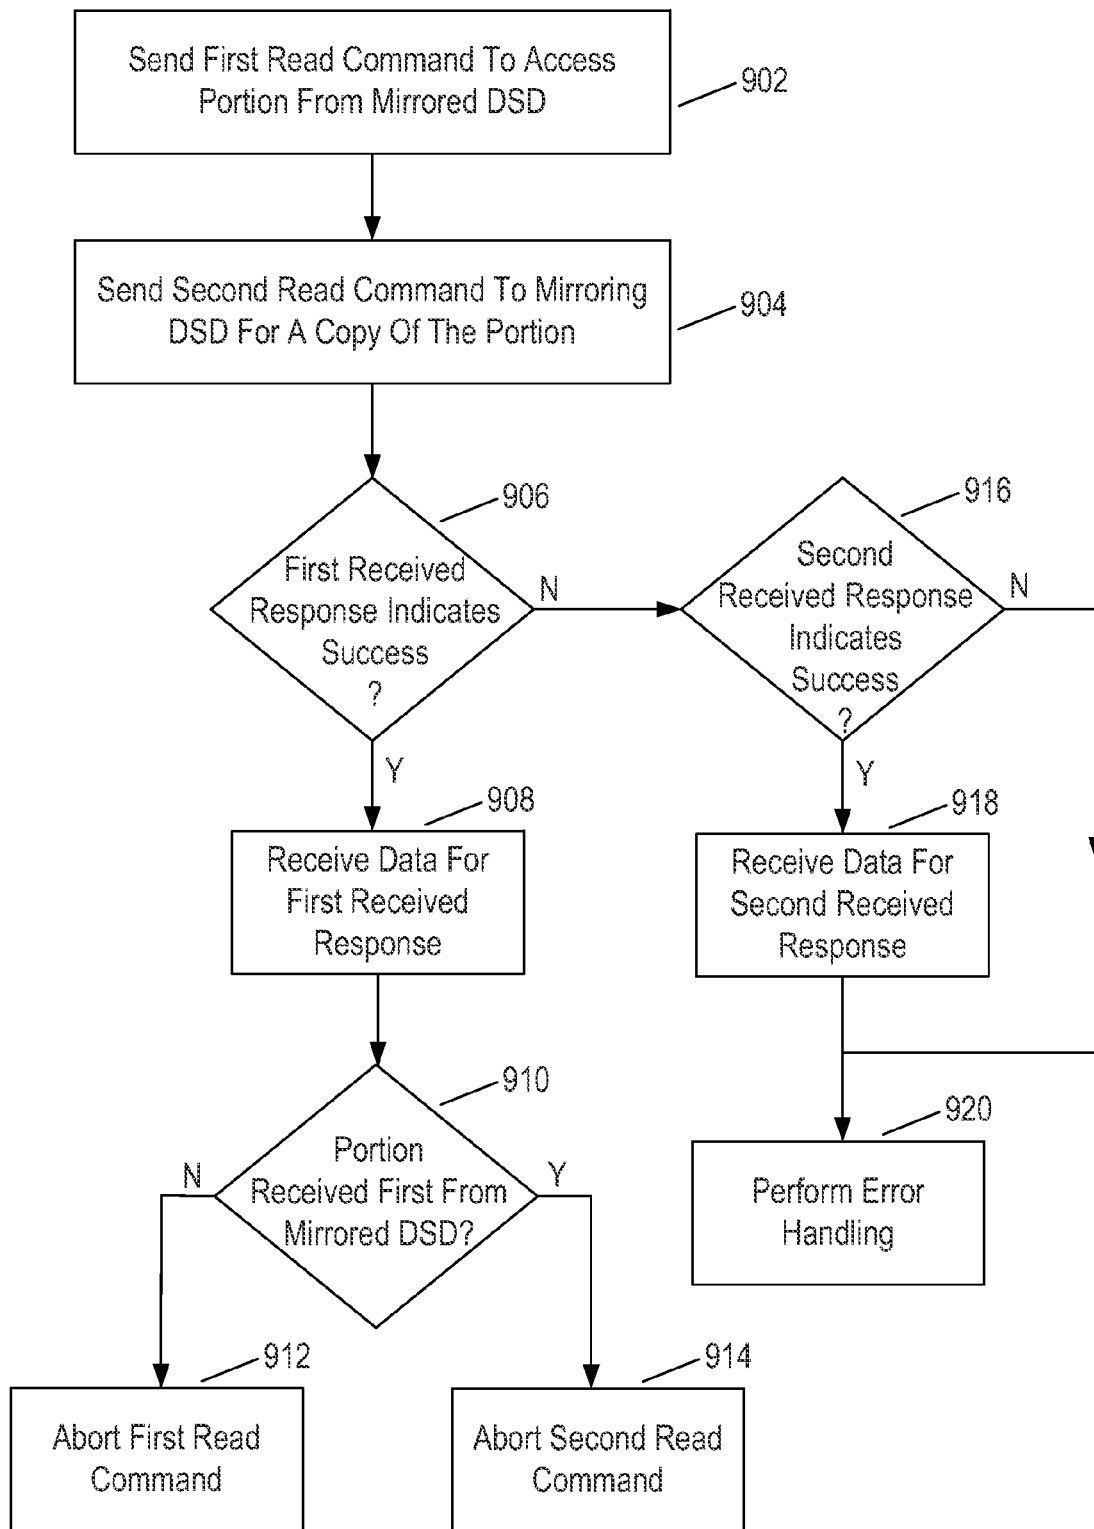 Send First Read Command To Access
Portion From Mirrored DSD
902
Send Second Read Command To Mirroring
DSD For A Copy Of The Portion
904
906
First Received
Response Indicates
Success
?
N
Y
916
Second
Received Response
Indicates
Success
?
N
Y
908
Receive Data For
First Received
Response
918
Receive Data For
Second Received
Response
910
Portion
Received First From
Mirrored DSD?
N
Y
920
Perform Error
Handling
912
Abort First Read
Command
914
Abort Second Read
Command